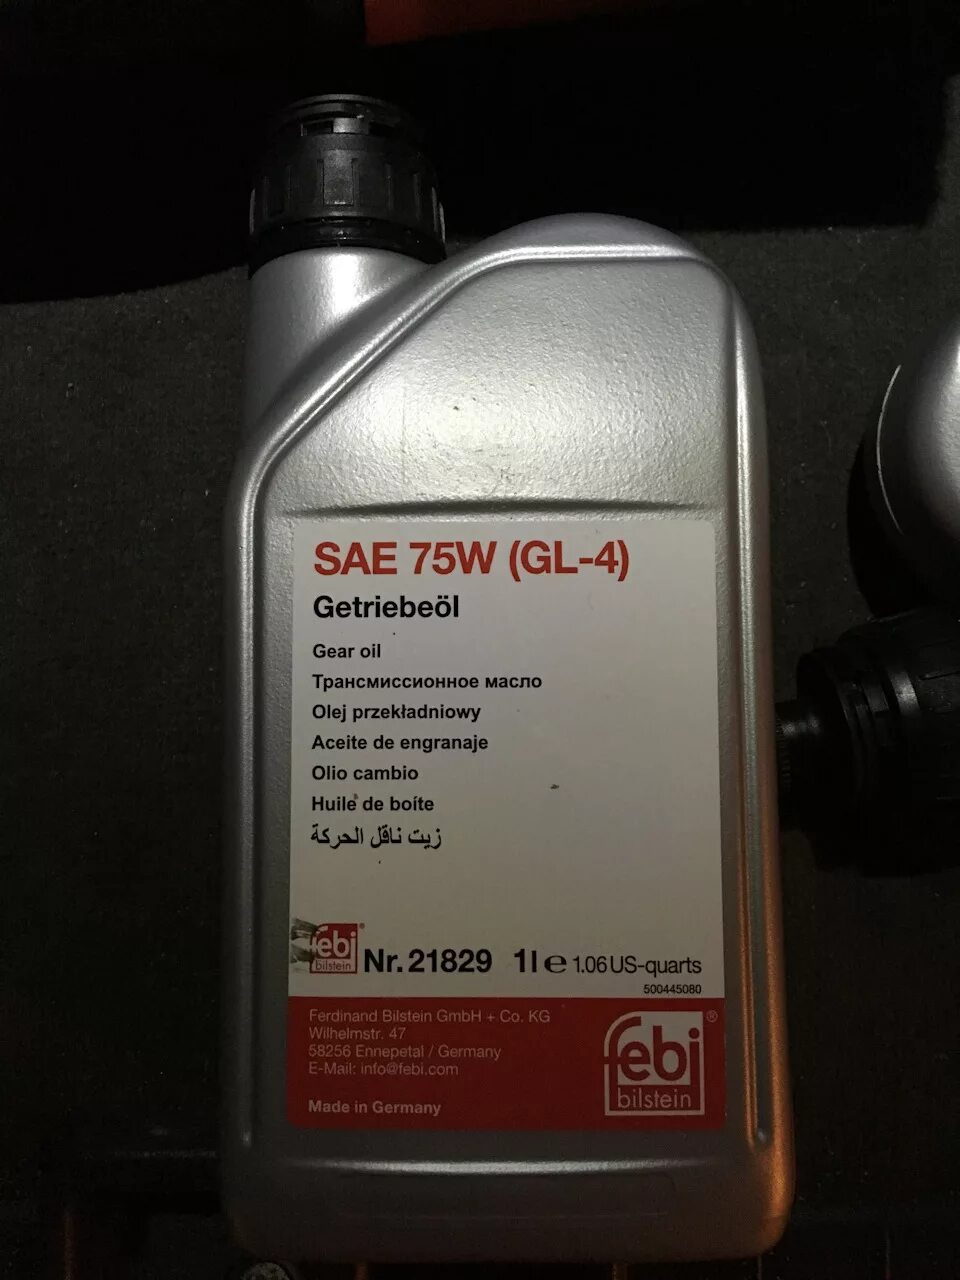 SAE 75W (GL-4)
Getriebeöl
Gear oil
Трансмиссионное масло
Olej przekładniowy
Aceite de engranaje
Olio cambio
Huile de boîte
زيت ناقل الحركة
febi bilstein Nr. 21829 1l e 1.06 US-quarts
500445080
Ferdinand Bilstein GmbH + Co. KG
Wilhelmstr. 47
58256 Ennepetal / Germany
E-Mail: info@febi.com
Made in Germany
febi®
bilstein